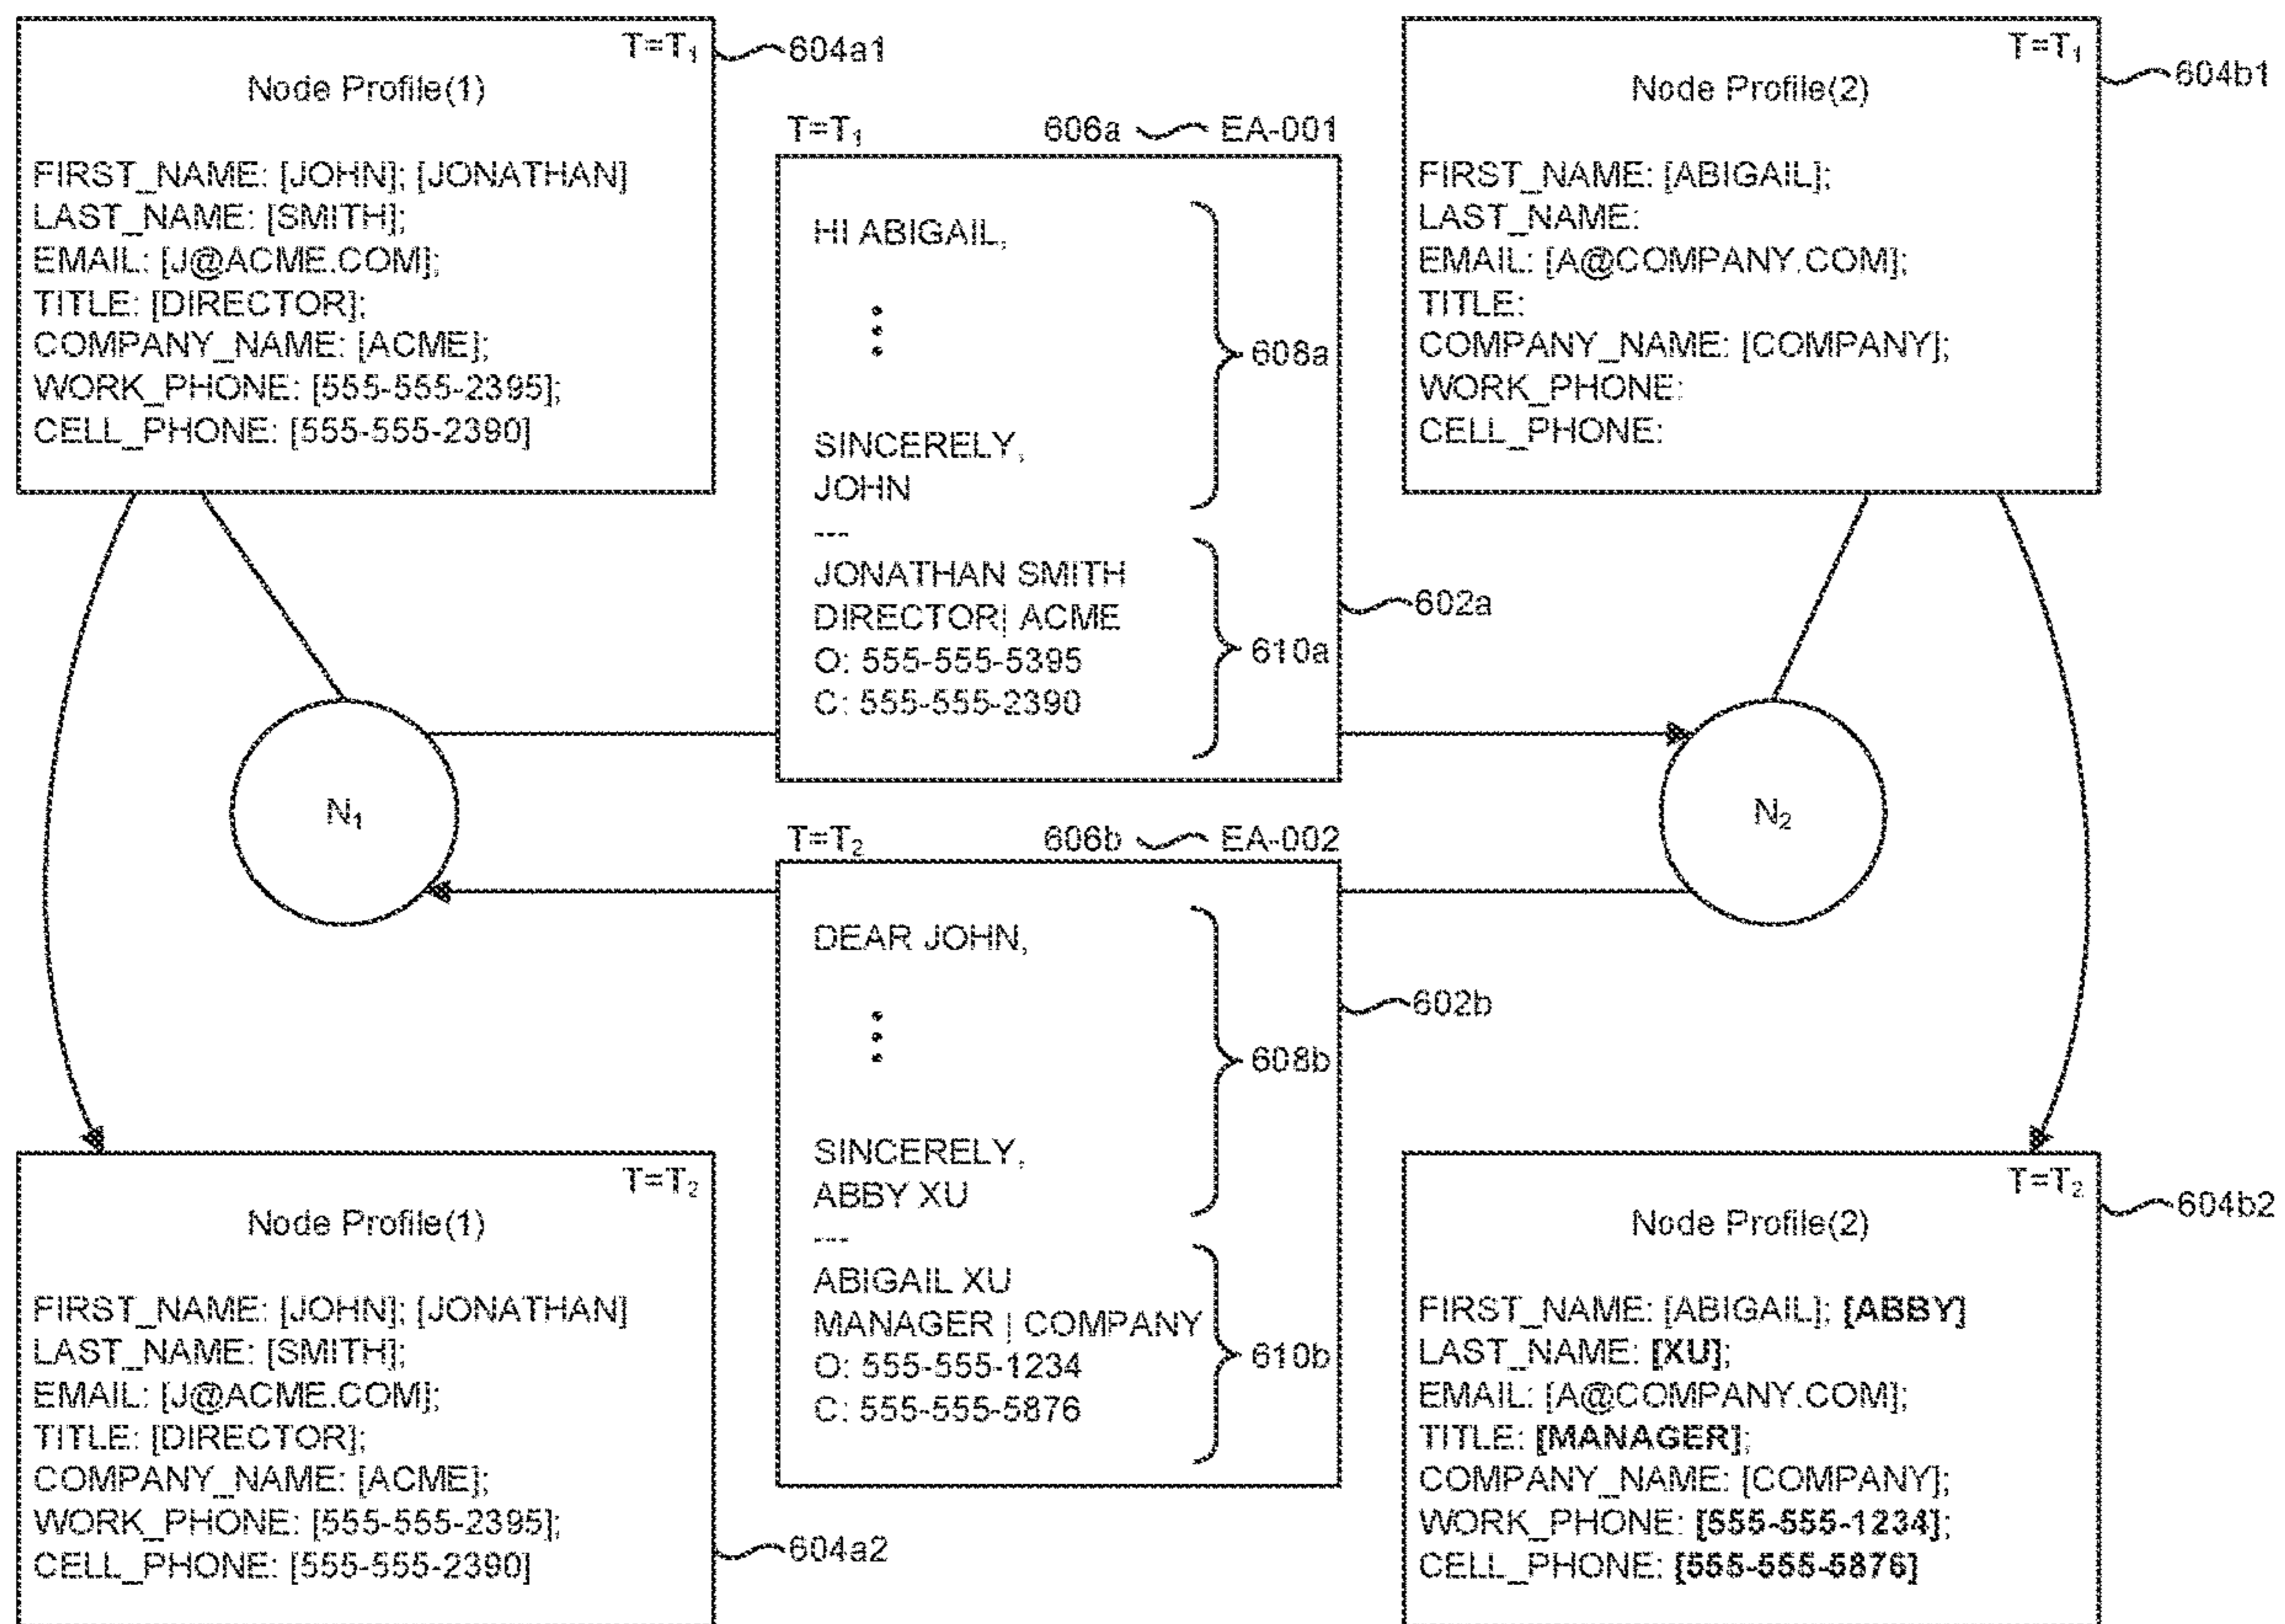 T=T1
604a1
Node Profile(1)
FIRST_NAME: [JOHN]; [JONATHAN]
LAST_NAME: [SMITH];
EMAIL: [J@ACME.COM];
TITLE: [DIRECTOR];
COMPANY_NAME: [ACME];
WORK_PHONE: [555-555-2395];
CELL_PHONE: [555-555-2390]
T=T1
606a
EA-001
HI ABIGAIL,
608a
SINCERELY,
JOHN
---
JONATHAN SMITH
DIRECTOR| ACME
O: 555-555-5395
C: 555-555-2390
610a
602a
T=T1
604b1
Node Profile(2)
FIRST_NAME: [ABIGAIL];
LAST_NAME:
EMAIL: [A@COMPANY.COM];
TITLE:
COMPANY_NAME: [COMPANY];
WORK_PHONE:
CELL_PHONE:
N1
N2
T=T2
606b
EA-002
DEAR JOHN,
602b
608b
SINCERELY,
ABBY XU
---
ABIGAIL XU
MANAGER | COMPANY
O: 555-555-1234
C: 555-555-5876
610b
T=T2
Node Profile(1)
FIRST_NAME: [JOHN]; [JONATHAN]
LAST_NAME: [SMITH];
EMAIL: [J@ACME.COM];
TITLE: [DIRECTOR];
COMPANY_NAME: [ACME];
WORK_PHONE: [555-555-2395];
CELL_PHONE: [555-555-2390]
604a2
T=T2
604b2
Node Profile(2)
FIRST_NAME: [ABIGAIL]; [ABBY]
LAST_NAME: [XU];
EMAIL: [A@COMPANY.COM];
TITLE: [MANAGER];
COMPANY_NAME: [COMPANY];
WORK_PHONE: [555-555-1234];
CELL_PHONE: [555-555-5876]